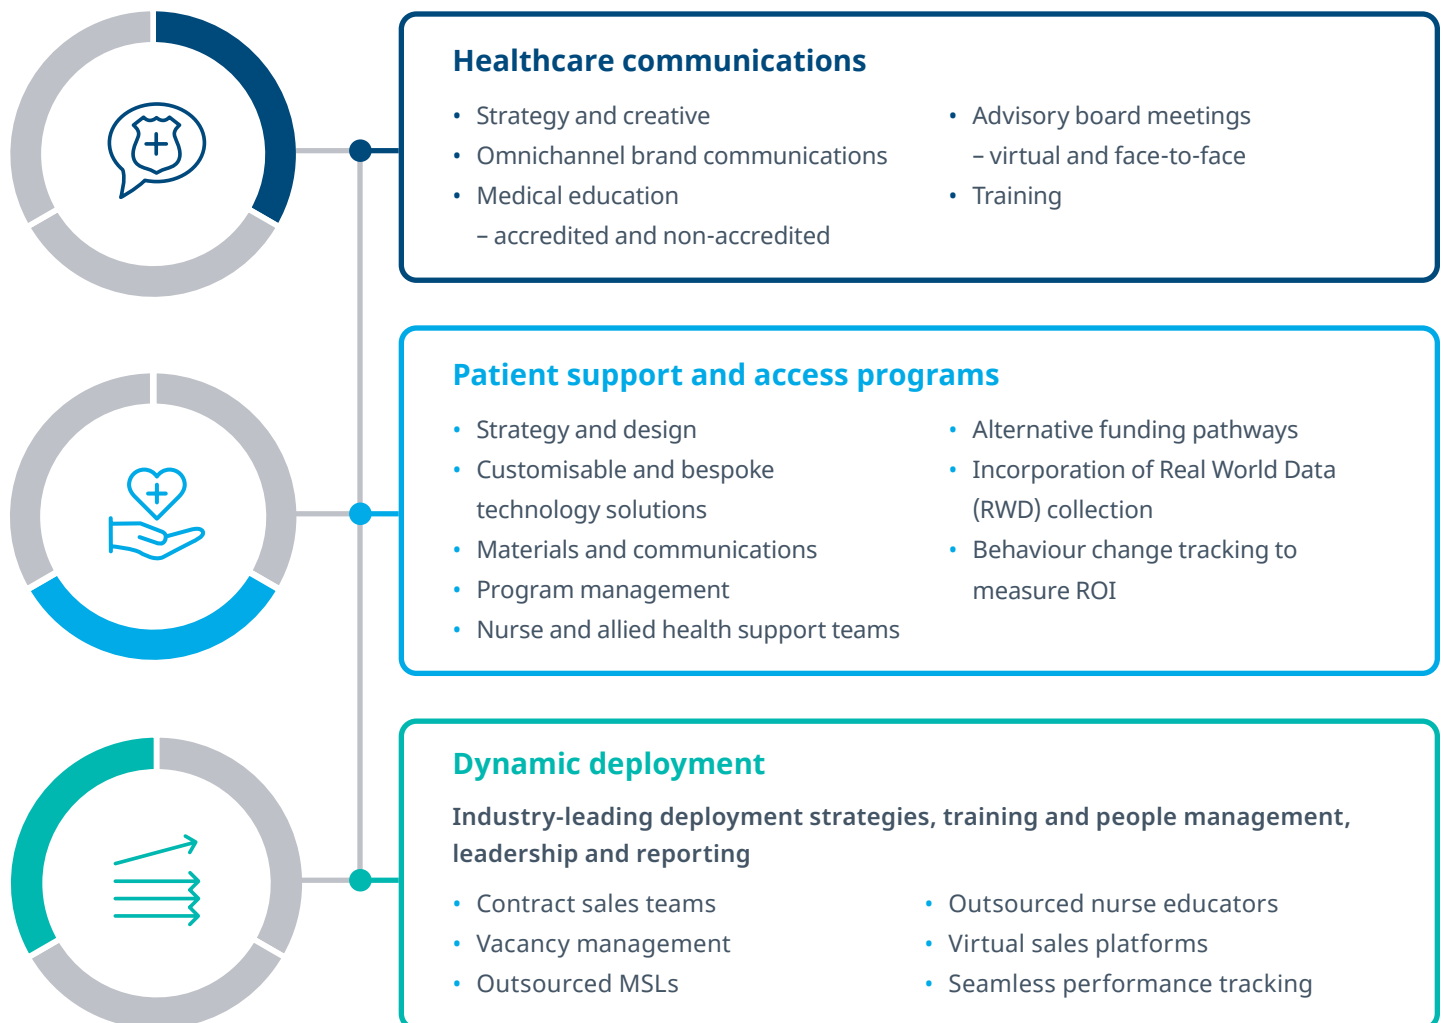 Healthcare communications
• Strategy and creative
• Omnichannel brand communications
• Medical education
– accredited and non-accredited
• Advisory board meetings
– virtual and face-to-face
• Training
Patient support and access programs
• Strategy and design
• Customisable and bespoke
technology solutions
• Materials and communications
• Program management
• Nurse and allied health support teams
• Alternative funding pathways
• Incorporation of Real World Data
(RWD) collection
• Behaviour change tracking to
measure ROI
Dynamic deployment
Industry-leading deployment strategies, training and people management,
leadership and reporting
• Contract sales teams
• Vacancy management
• Outsourced MSLs
• Outsourced nurse educators
• Virtual sales platforms
• Seamless performance tracking